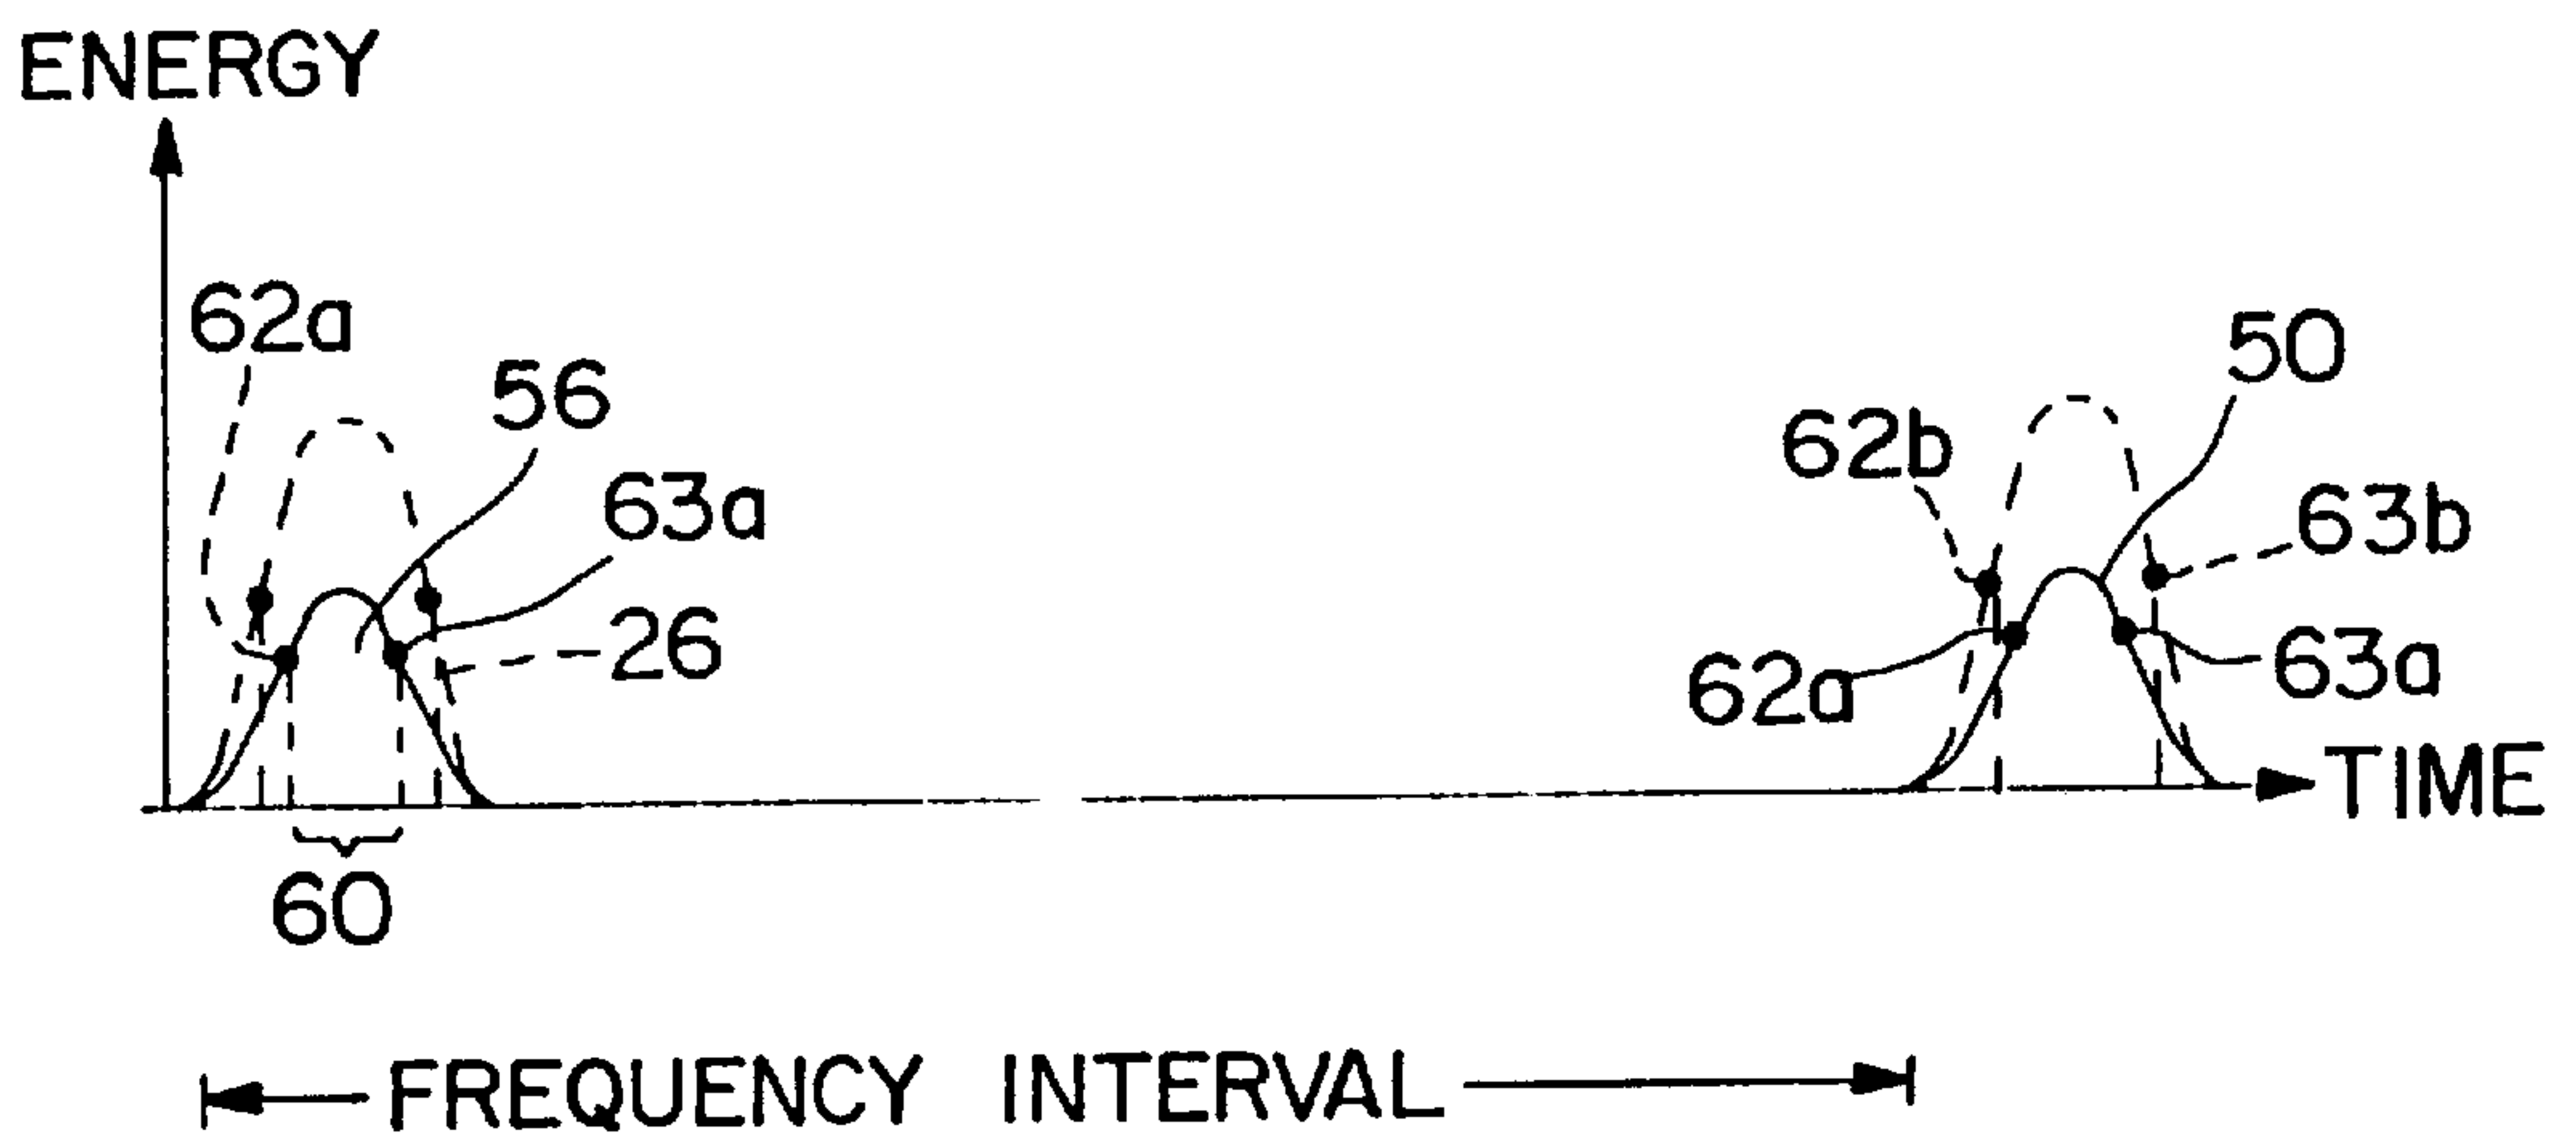 ENERGY
62a
56
63a
26
60
50
62b
63b
62a
63a
TIME
FREQUENCY INTERVAL